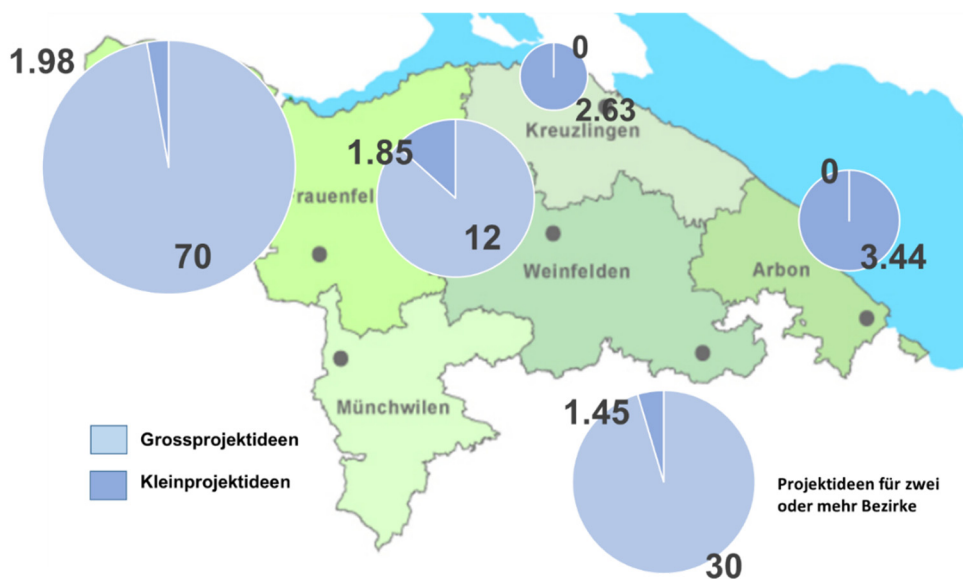 1.98
0
2.63
Kreuzlingen
1.85
rauenfel
12
70
Weinfelden
0
3.44
Arbon
Münchwilen
1.45
30
Grossprojektideen
Kleinprojektideen
Projektideen für zwei
oder mehr Bezirke